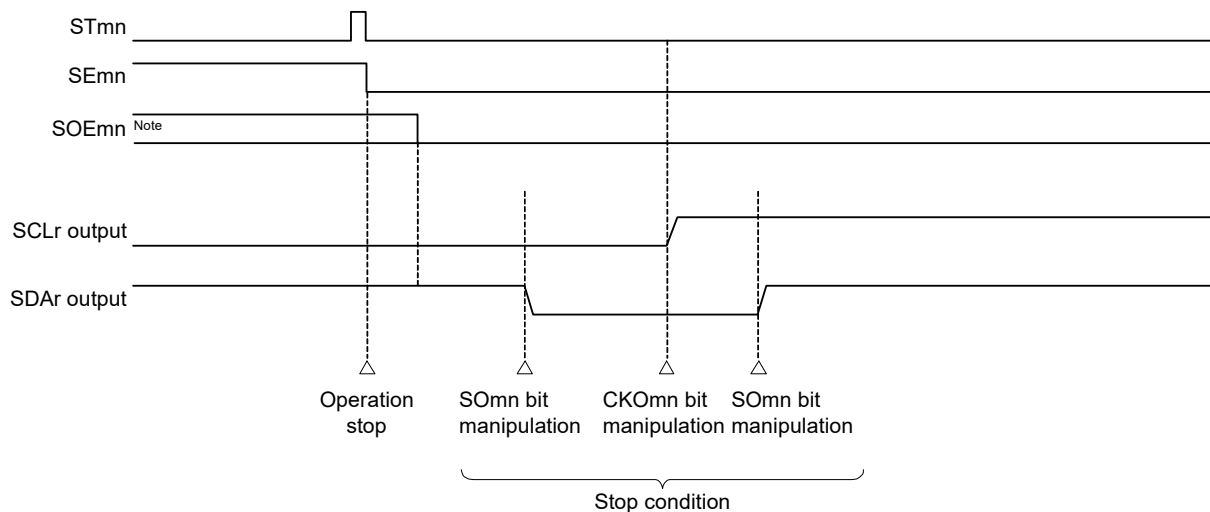 STmn
SEmn
SOEmn Note
SCLr output
SDAr output
Operation
stop
SOmn bit
manipulation
CKOmn bit
manipulation
SOmn bit
manipulation
Stop condition